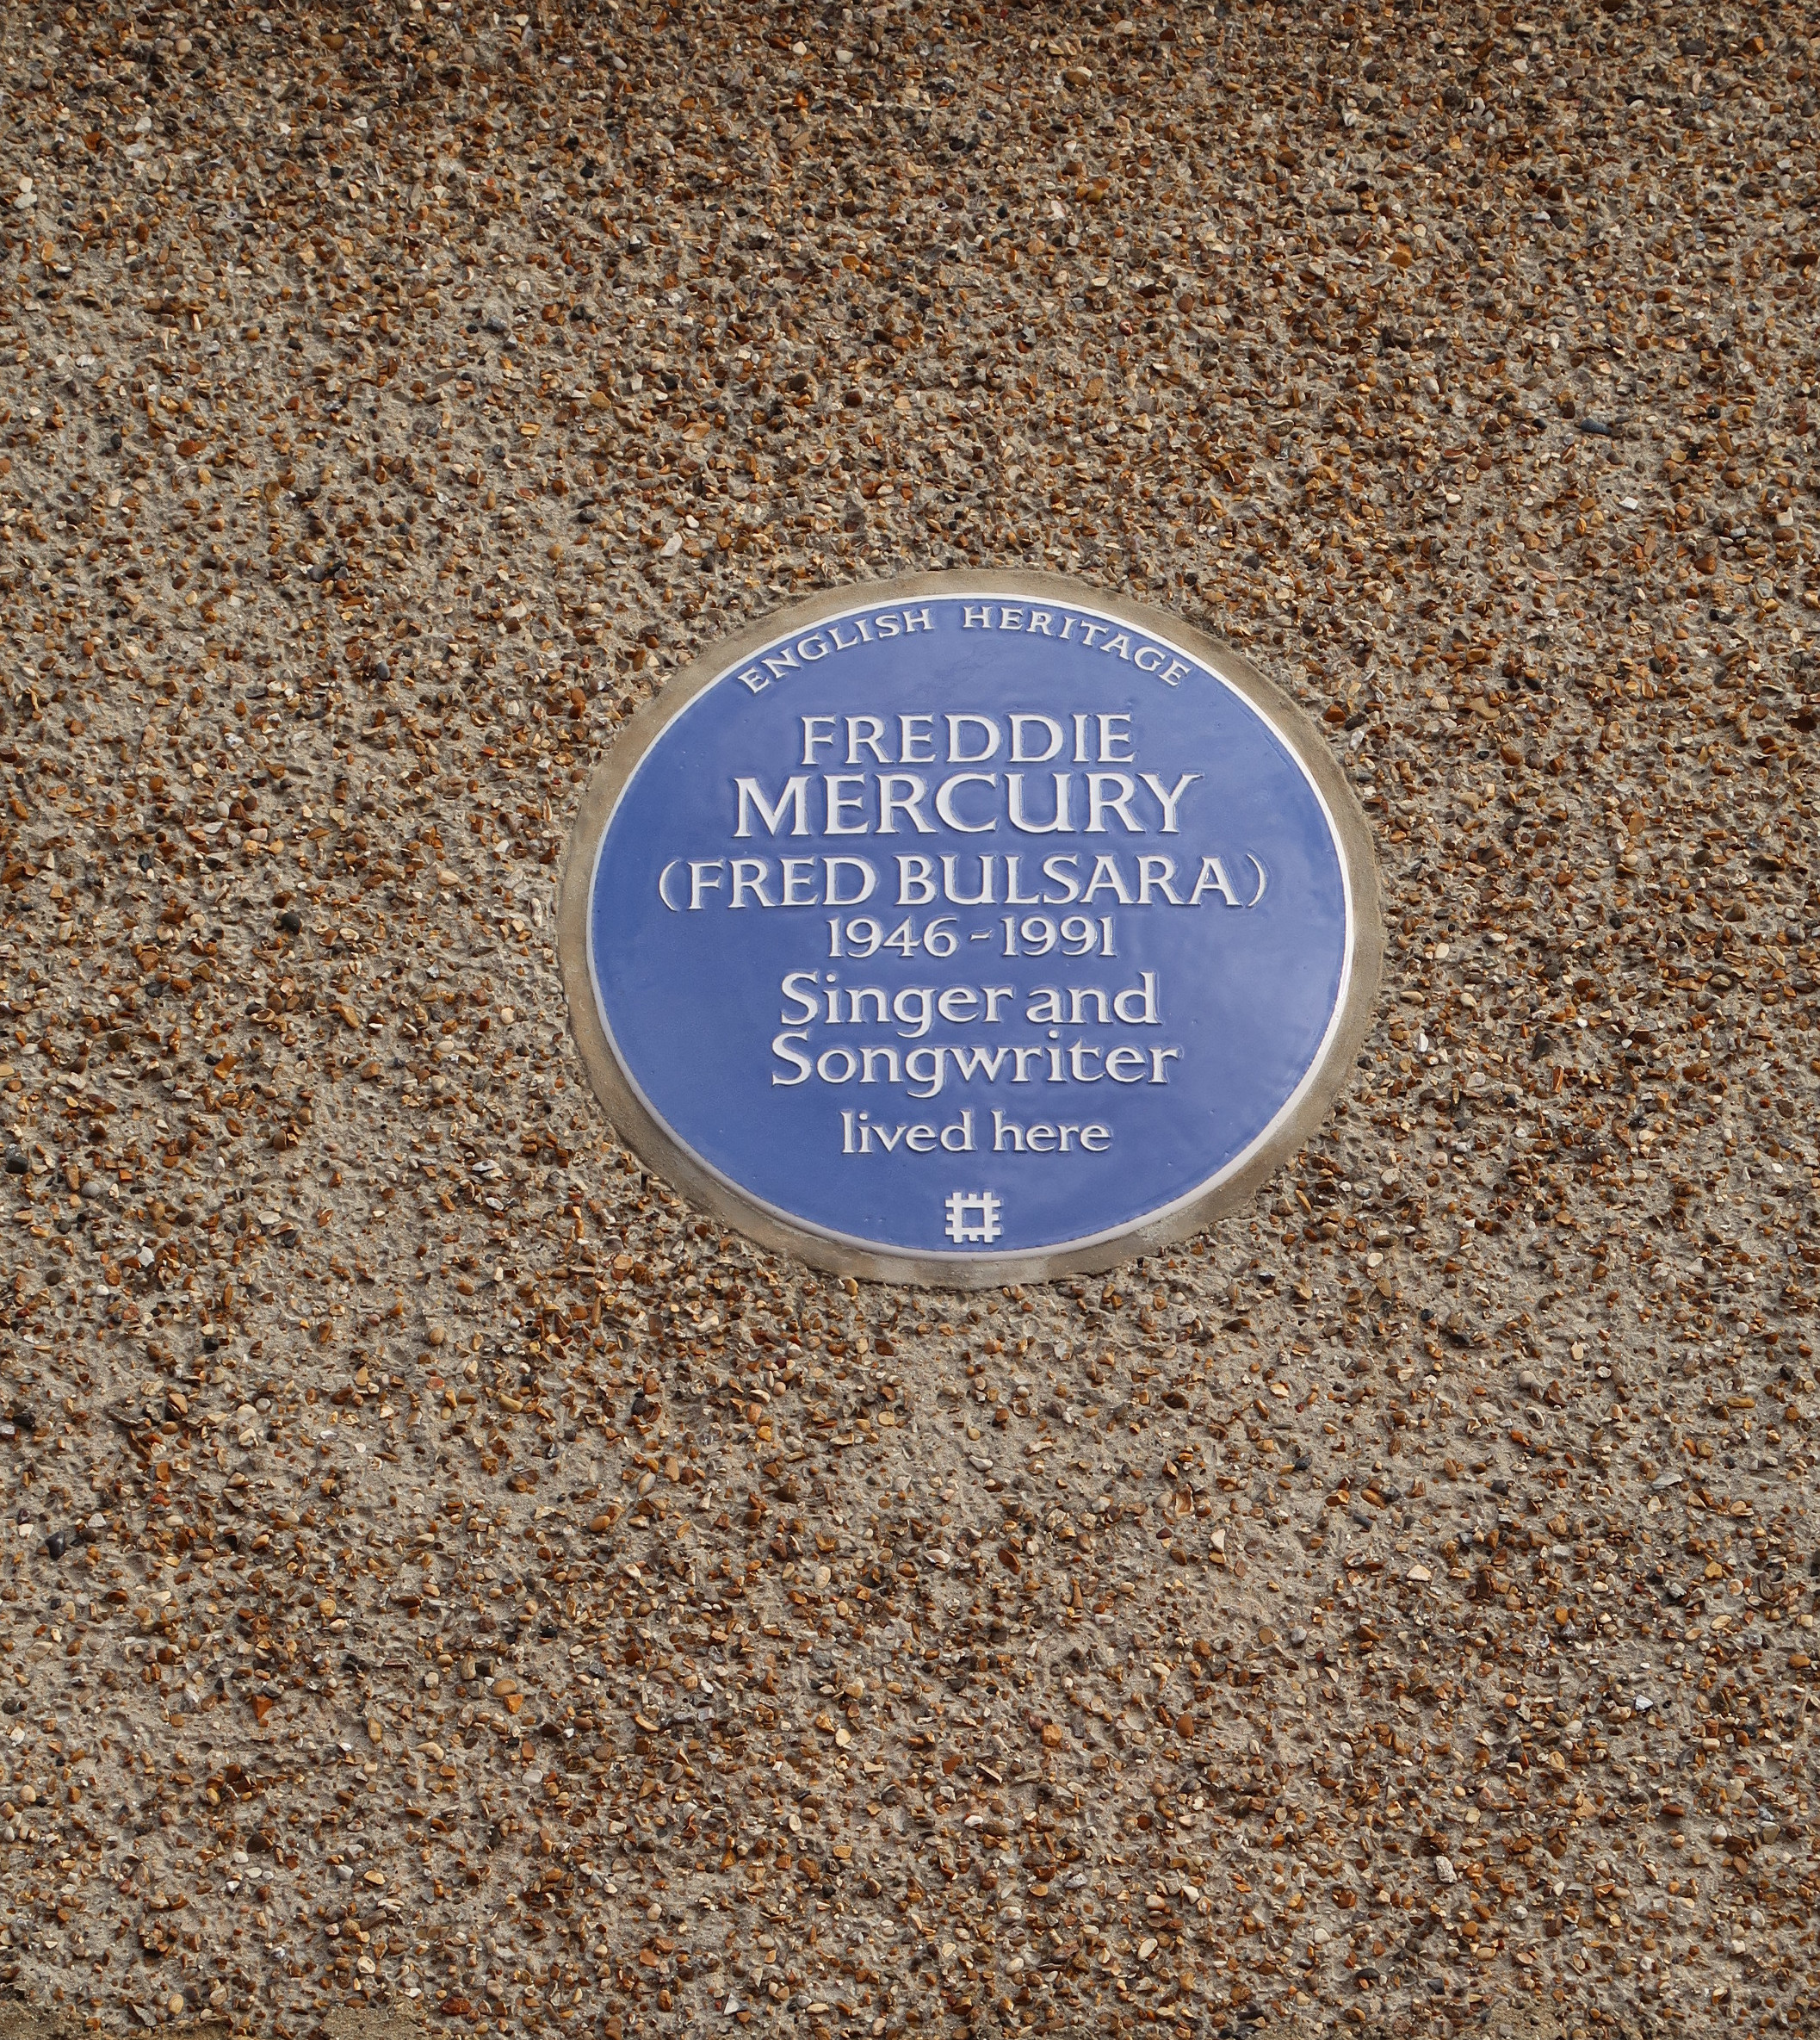 ENGLISH HERITAGE
FREDDIE
MERCURY
(FRED BULSARA)
1946-1991
Singer and
Songwriter
lived here